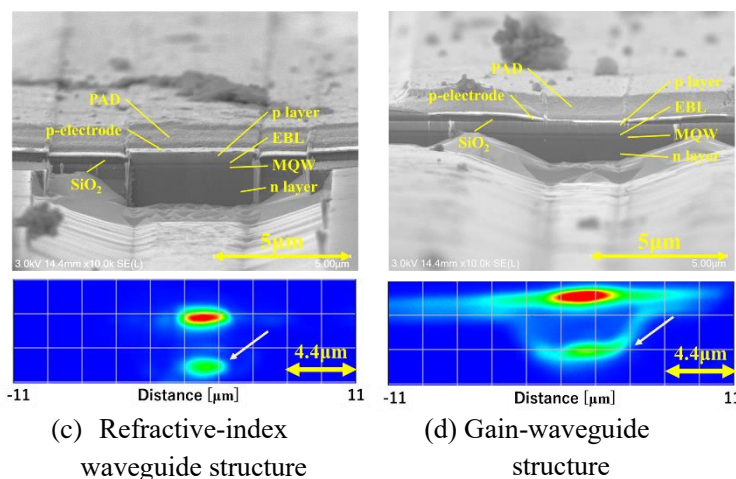 PAD
p layer
EBL
p-electrode
MQW
SiO₂
n layer
5μm
3.0kV 14.4mm x10.0k SE(L)
5.00μm
PAD
p layer
EBL
p-electrode
SiO₂
MQW
n layer
5μm
3.0kV 14.4mm x10.0k SE(L)
5.00μm
4.4μm
-11 Distance [μm] 11
4.4μm
-11 Distance [μm] 11
(c) Refractive-index
waveguide structure
(d) Gain-waveguide
structure